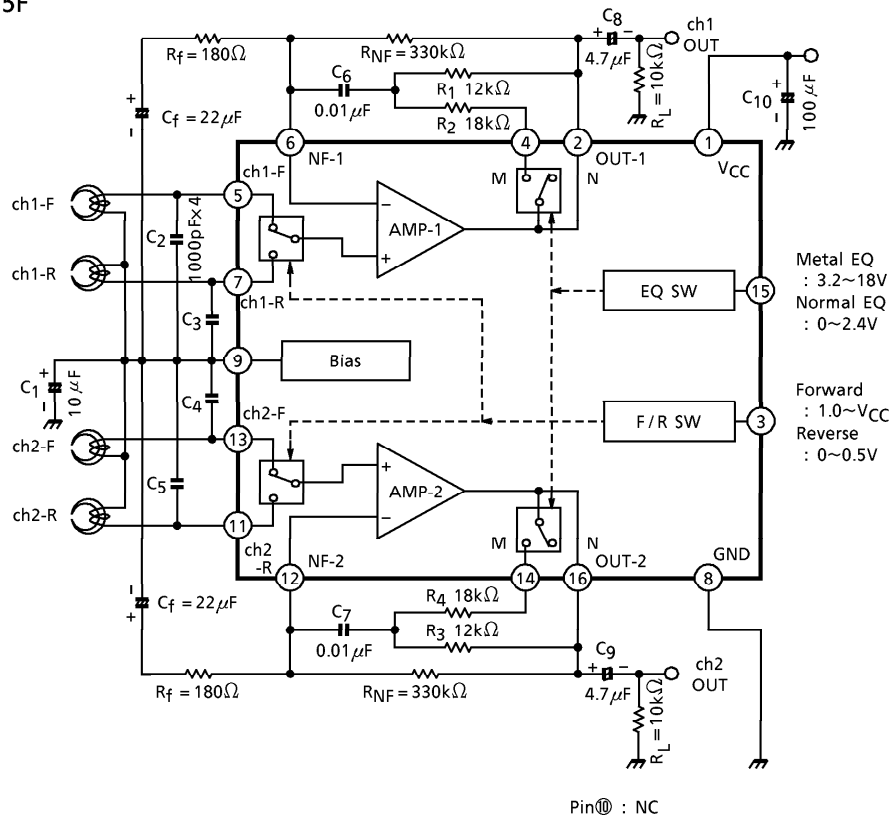 5F
Rf = 180Ω
RNF = 330kΩ
C8
+ −
4.7μF
ch1
OUT
RL = 10kΩ
C6
0.01μF
R1 12kΩ
R2 18kΩ
C10
+
-
100μF
+
-
Cf = 22μF
6
NF-1
4
2
OUT-1
1
VCC
ch1-F
5
ch1-F
M
N
C2
1000pF×4
−
AMP-1
+
ch1-R
7
ch1-R
C3
EQ SW
15
Metal EQ
: 3.2~18V
Normal EQ
: 0~2.4V
9
Bias
C1
+
-
10μF
C4
ch2-F
13
ch2-F
F/R SW
3
Forward
: 1.0~VCC
Reverse
: 0~0.5V
+
AMP-2
−
C5
ch2-R
11
ch2
-R
M
N
NF-2
12
14
16
OUT-2
8
GND
-
+
Cf = 22μF
C7
0.01μF
R4 18kΩ
R3 12kΩ
Rf = 180Ω
RNF = 330kΩ
C9
+ −
4.7μF
ch2
OUT
RL = 10kΩ
Pin⑩ : NC